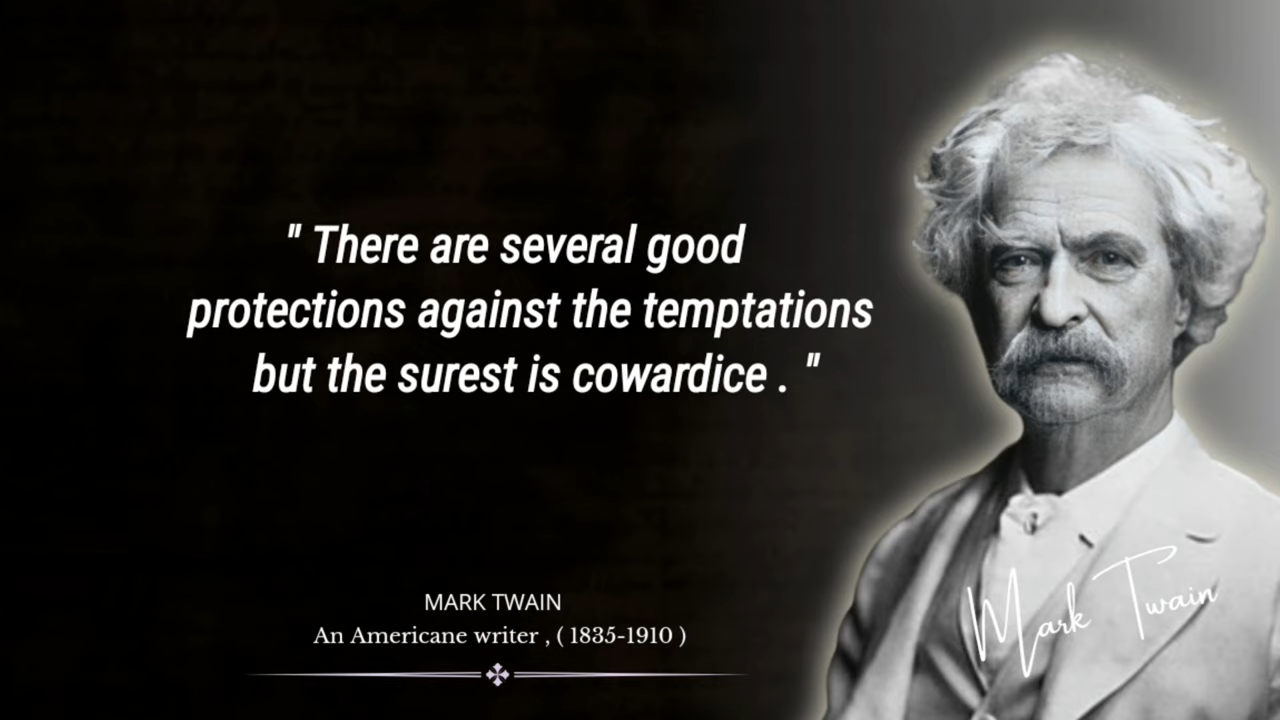 " There are several good
protections against the temptations
but the surest is cowardice . "
MARK TWAIN
An Americane writer , ( 1835-1910 )
Mark Twain